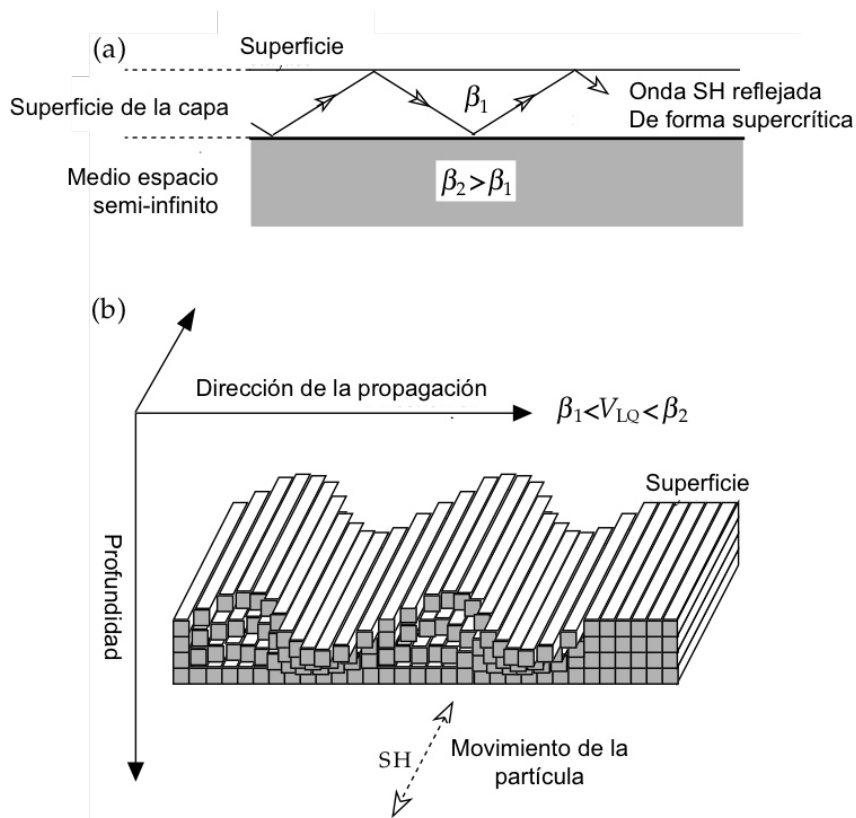 (a)
Superficie
Superficie de la capa
β₁
Onda SH reflejada
De forma supercrítica
Medio espacio
semi-infinito
β₂>β₁
(b)
Dirección de la propagación
β₁<V_LQ<β₂
Superficie
Profundidad
SH
Movimiento de la
partícula